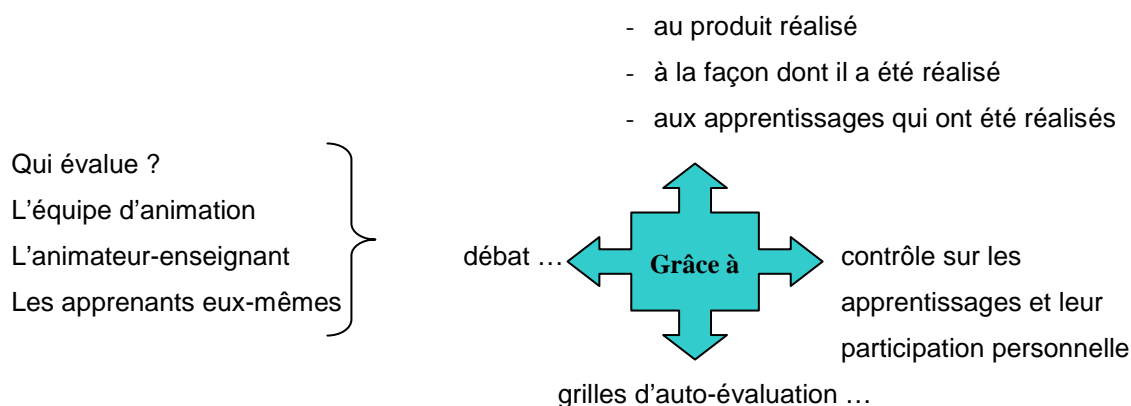 - au produit réalisé
- à la façon dont il a été réalisé
- aux apprentissages qui ont été réalisés
Qui évalue ?
L'équipe d'animation
L'animateur-enseignant
Les apprenants eux-mêmes
débat …
Grâce à
contrôle sur les
apprentissages et leur
participation personnelle
grilles d'auto-évaluation …